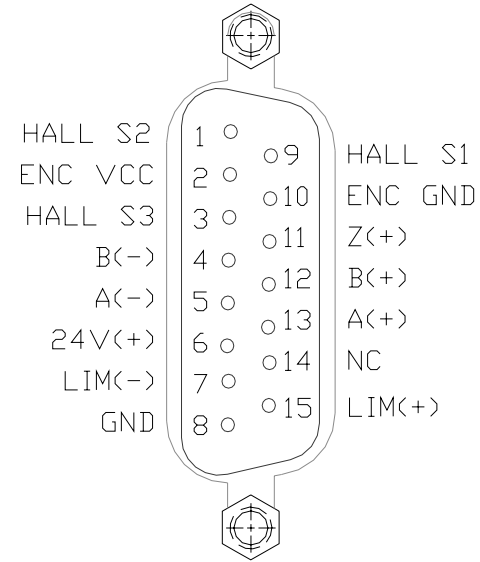 HALL S2 1
9 HALL S1
ENC VCC 2
10 ENC GND
HALL S3 3
11 Z(+)
B(-) 4
12 B(+)
A(-) 5
13 A(+)
24V(+) 6
14 NC
LIM(-) 7
15 LIM(+)
GND 8